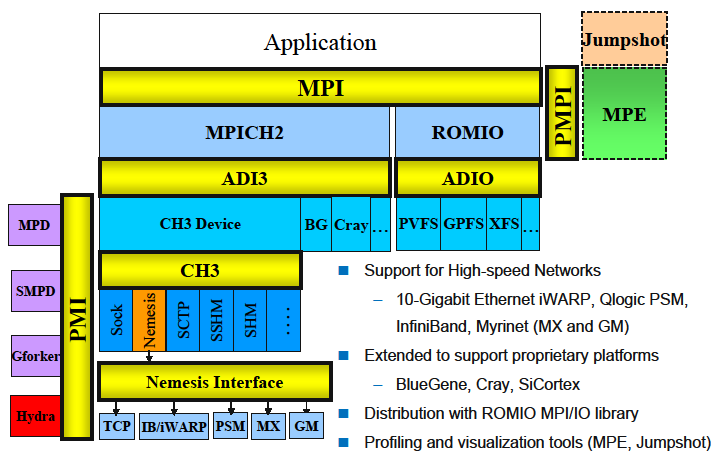 Application
Jumpshot
MPI
PMPI
MPE
MPICH2
ROMIO
ADI3
ADIO
MPD
SMPD
Gforker
Hydra
PMI
CH3 Device
BG
Cray
...
PVFS
GPFS
XFS
...
CH3
Sock
Nemesis
SCTP
SSHM
SHM
....
Nemesis Interface
TCP
IB/iWARP
PSM
MX
GM
■ Support for High-speed Networks
– 10-Gigabit Ethernet iWARP, Qlogic PSM,
InfiniBand, Myrinet (MX and GM)
■ Extended to support proprietary platforms
– BlueGene, Cray, SiCortex
■ Distribution with ROMIO MPI/IO library
■ Profiling and visualization tools (MPE, Jumpshot)